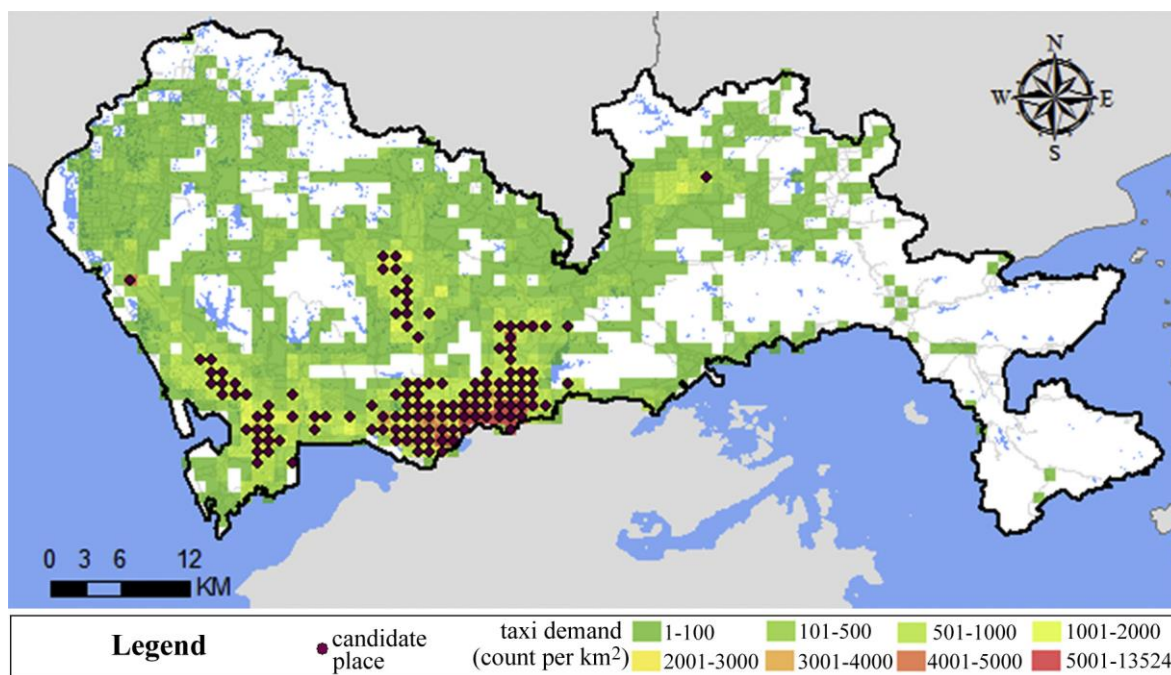 N
W E
S
0 3 6 12
KM
Legend
candidate
place
taxi demand
(count per km²)
1-100
101-500
501-1000
1001-2000
2001-3000
3001-4000
4001-5000
5001-13524